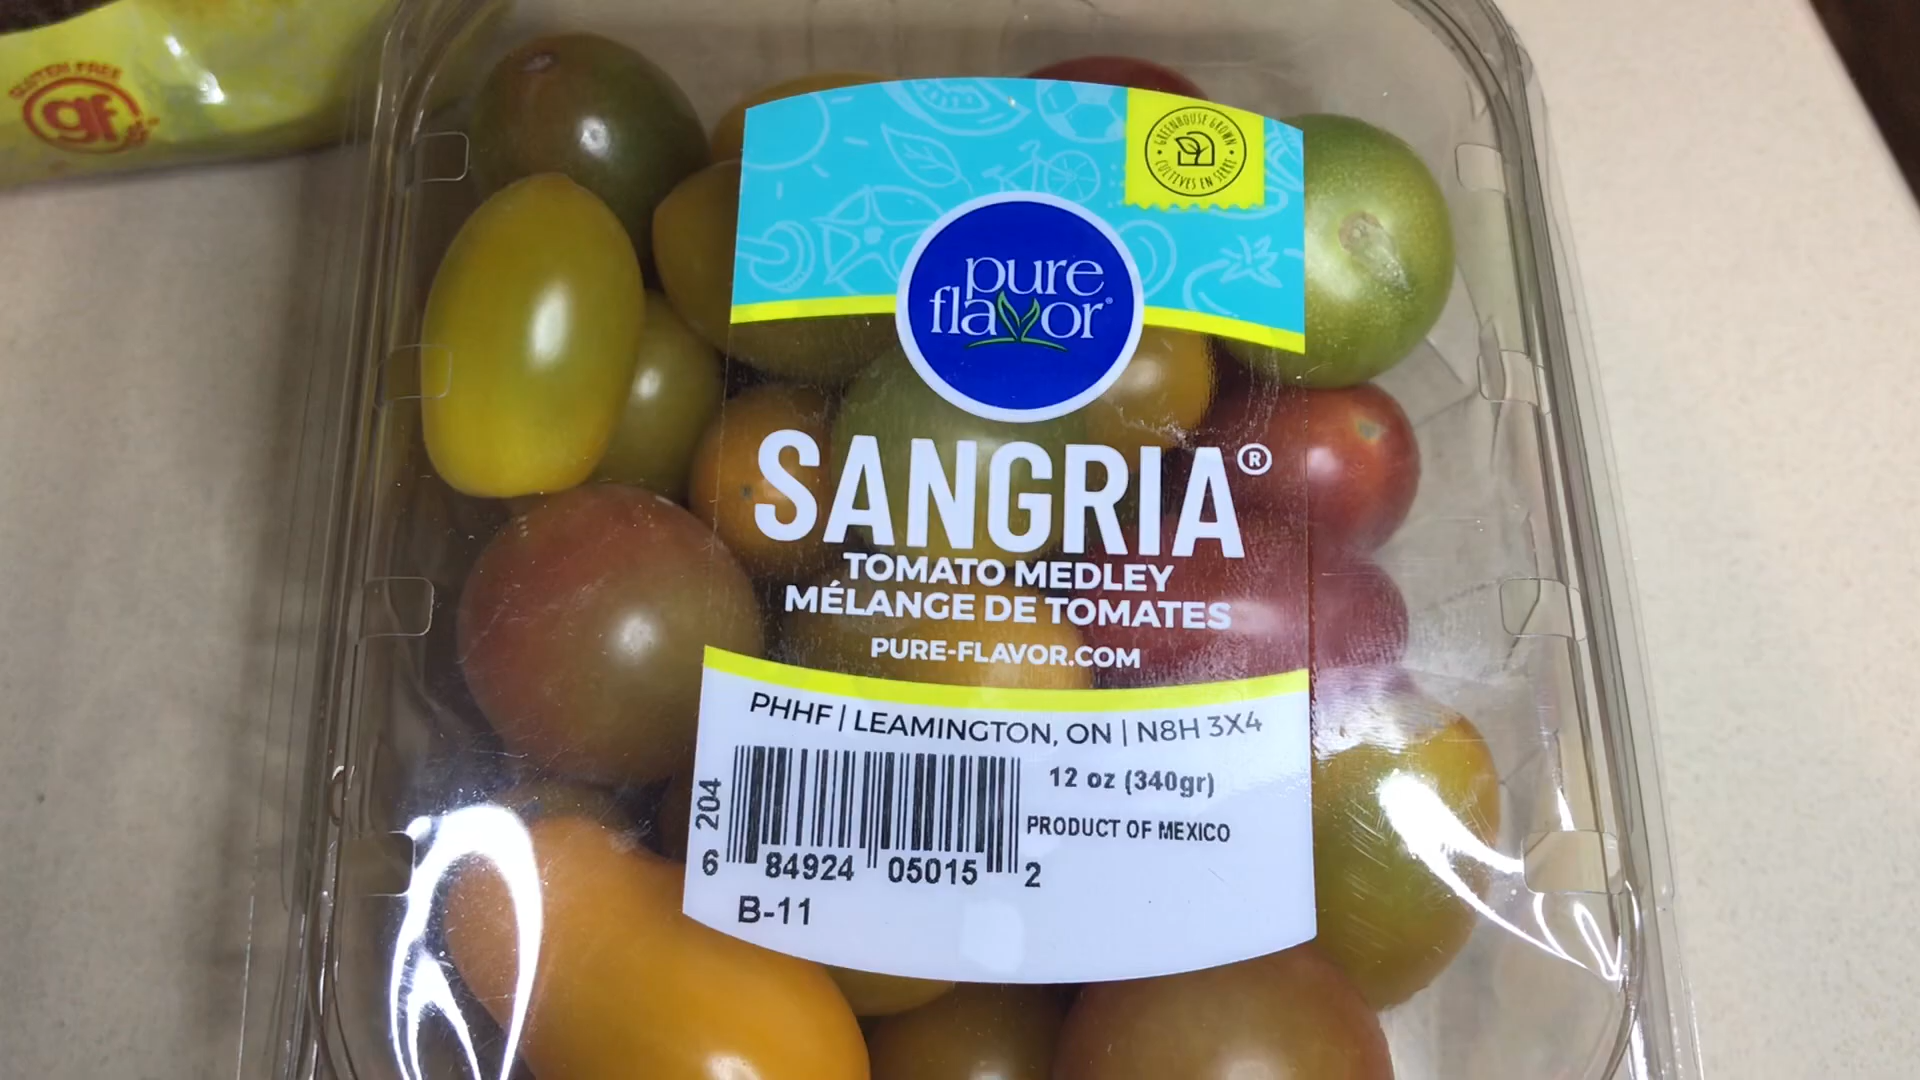 GLUTEN FREE
gf
GREENHOUSE GROWN
CULTIVÉS EN SERRE
pure
flavor®
SANGRIA®
TOMATO MEDLEY
MÉLANGE DE TOMATES
PURE-FLAVOR.COM
PHHF | LEAMINGTON, ON | N8H 3X4
12 oz (340gr)
PRODUCT OF MEXICO
204
6 84924 05015 2
B-11